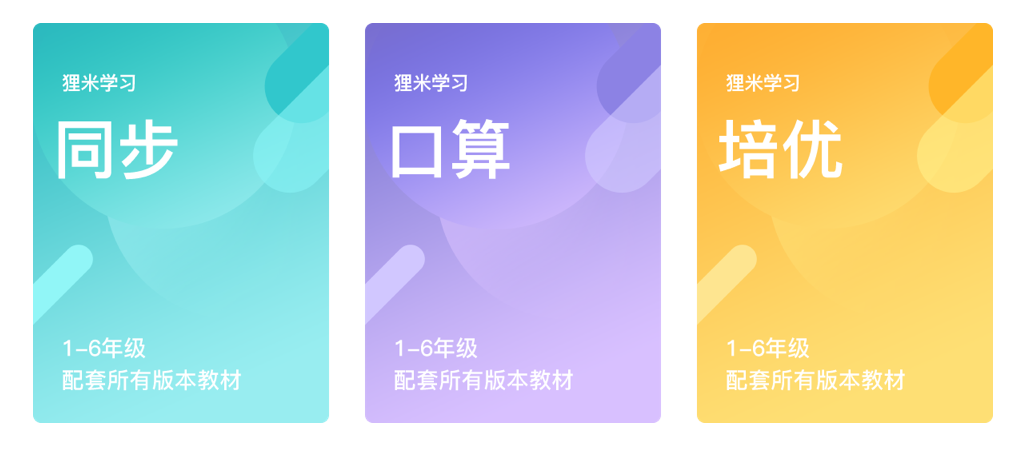 狸米学习
同步
1-6年级
配套所有版本教材
狸米学习
口算
1-6年级
配套所有版本教材
狸米学习
培优
1-6年级
配套所有版本教材